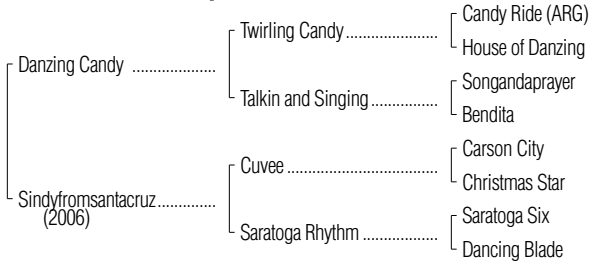 Candy Ride (ARG)
Twirling Candy....................
House of Danzing
Danzing Candy ..................
Songandaprayer
Talkin and Singing...............
Bendita
Carson City
Cuvee .................................
Christmas Star
Sindyfromsantacruz.............
(2006)
Saratoga Six
Saratoga Rhythm .................
Dancing Blade